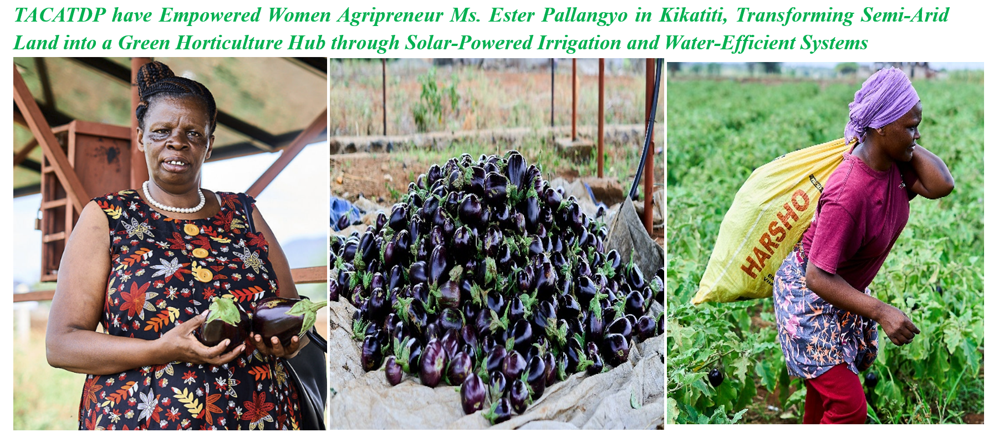 TACATDP have Empowered Women Agripreneur Ms. Ester Pallangyo in Kikatiti, Transforming Semi-Arid
Land into a Green Horticulture Hub through Solar-Powered Irrigation and Water-Efficient Systems
HARSHO